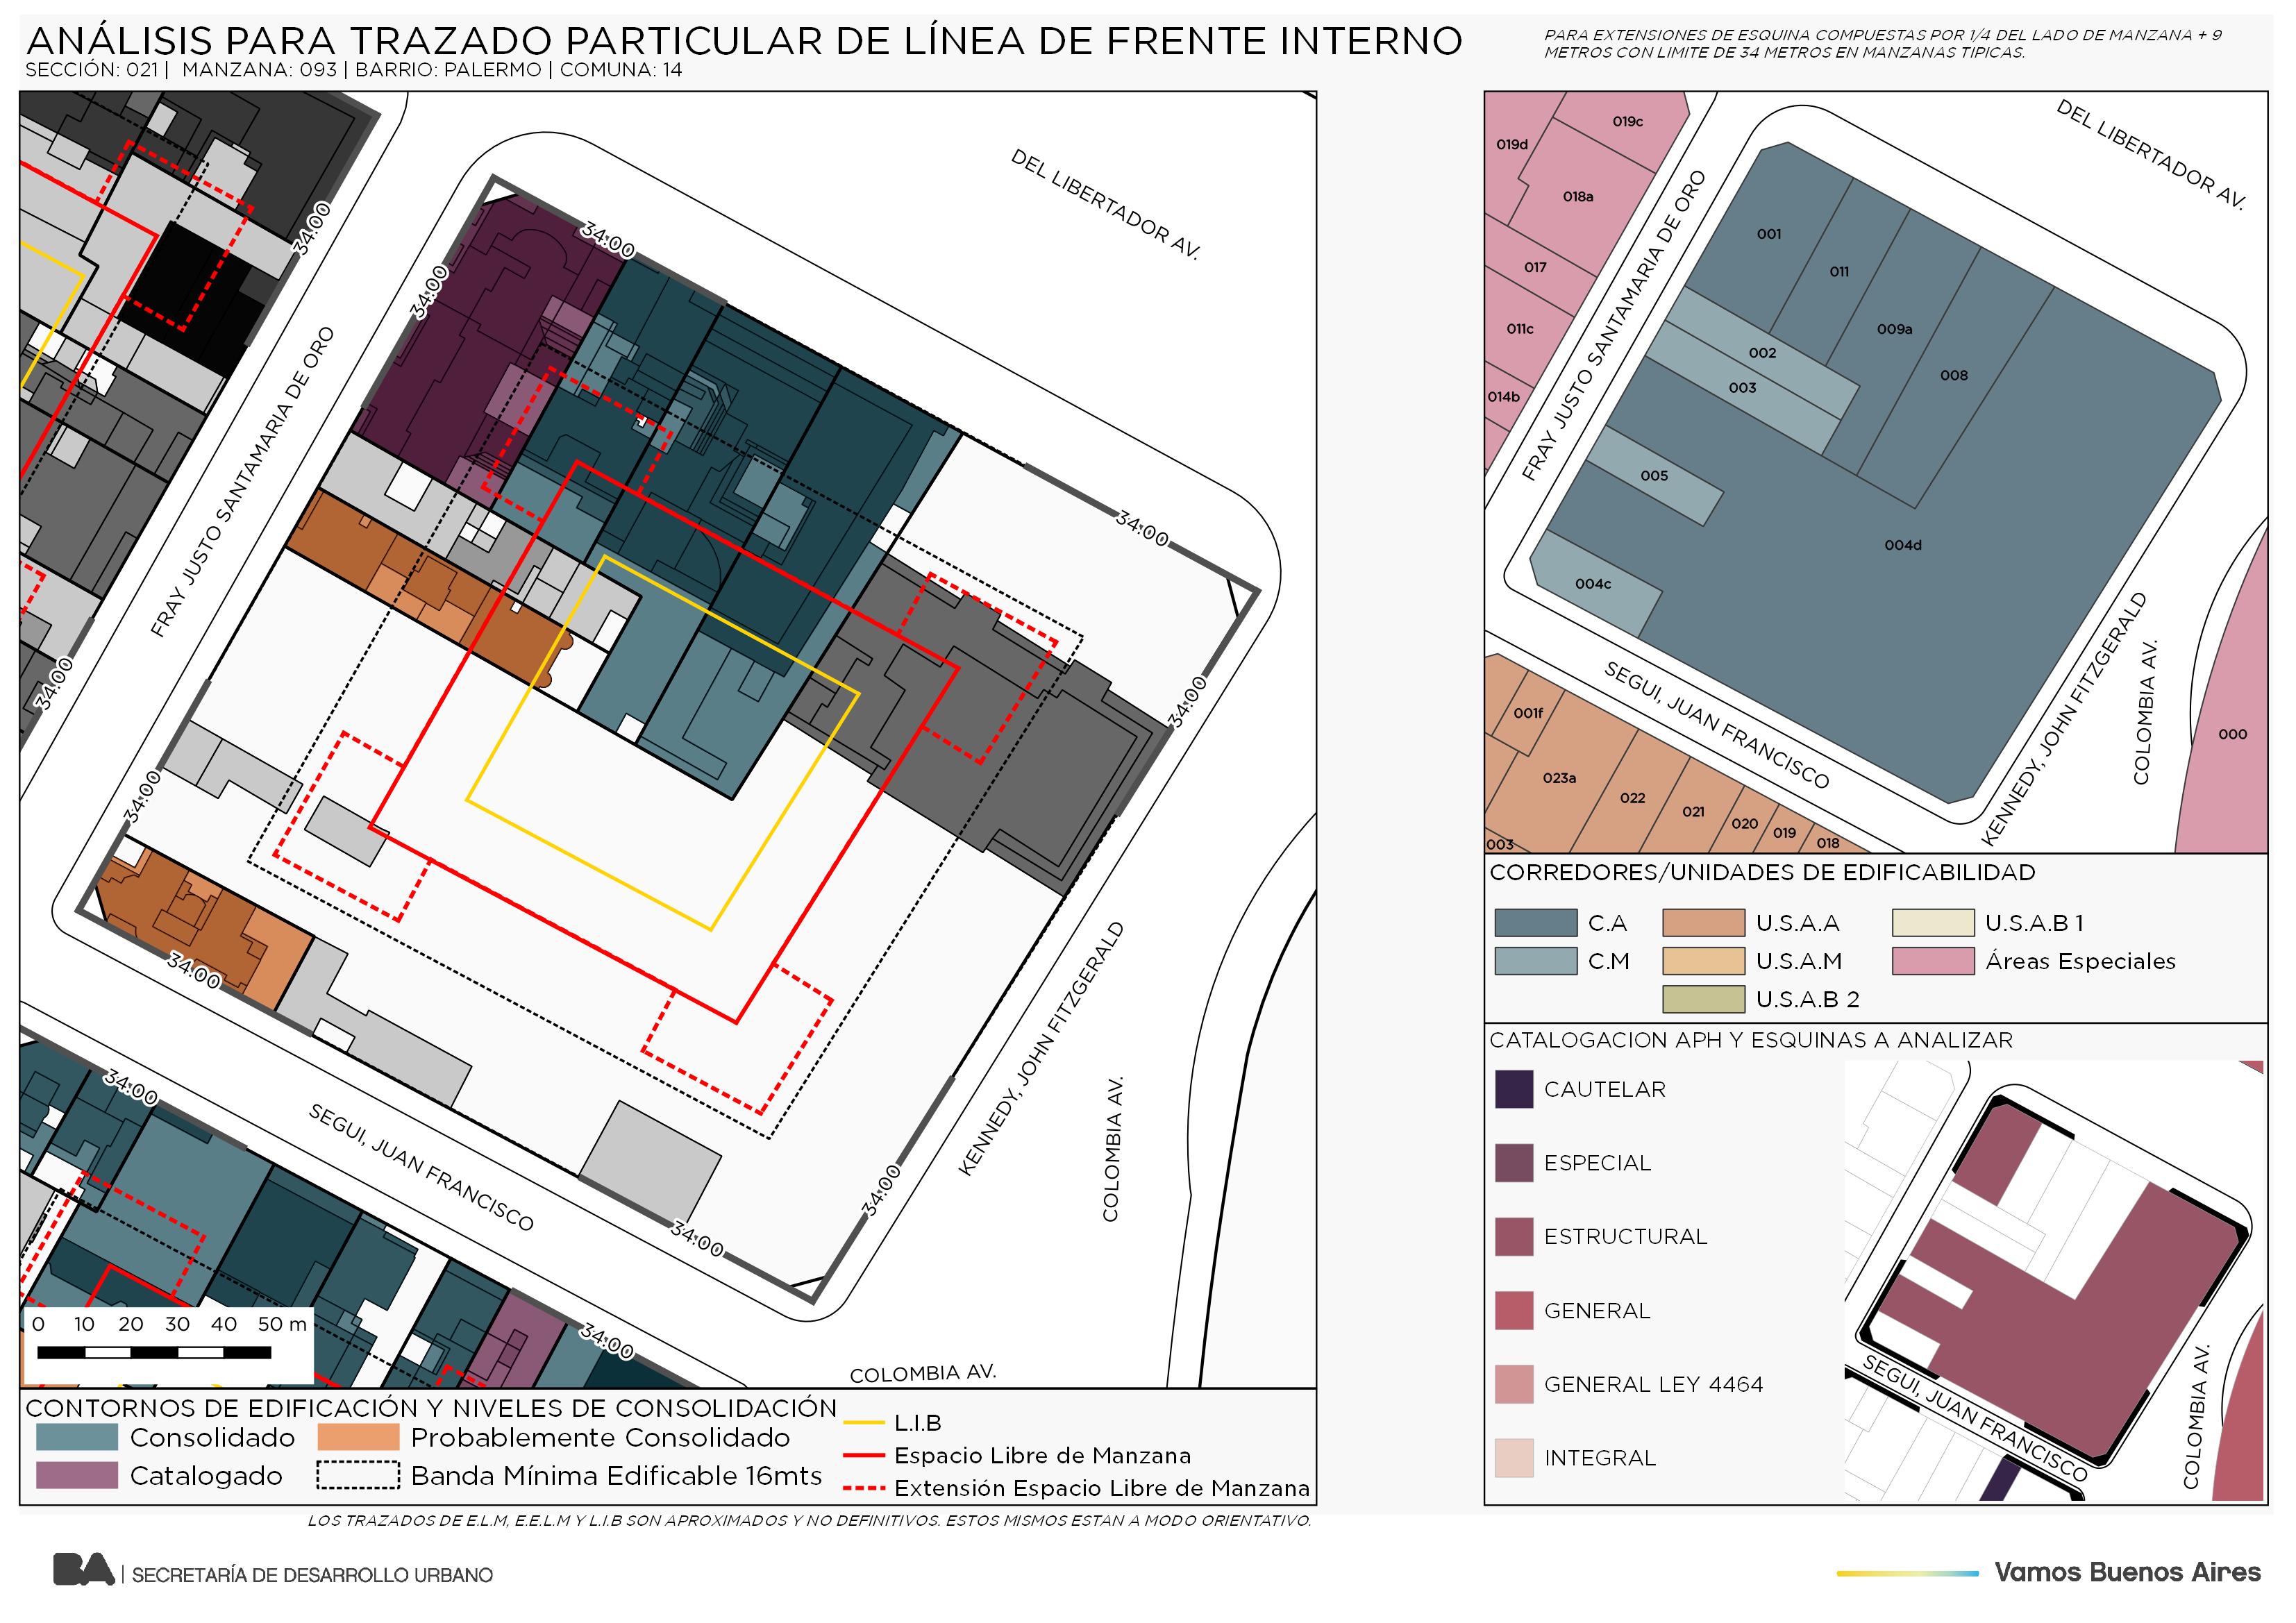 ANÁLISIS PARA TRAZADO PARTICULAR DE LÍNEA DE FRENTE INTERNO
SECCIÓN: 021 | MANZANA: 093 | BARRIO: PALERMO | COMUNA: 14
PARA EXTENSIONES DE ESQUINA COMPUESTAS POR 1/4 DEL LADO DE MANZANA + 9
METROS CON LIMITE DE 34 METROS EN MANZANAS TIPICAS.
DEL LIBERTADOR AV.
34:00
34:00
34:00
34:00
34:00
FRAY JUSTO SANTAMARIA DE ORO
34:00
34:00
34:00
34:00
34:00
34:00
34:00
SEGUI, JUAN FRANCISCO
KENNEDY, JOHN FITZGERALD
COLOMBIA AV.
COLOMBIA AV.
0 10 20 30 40 50 m
CONTORNOS DE EDIFICACIÓN Y NIVELES DE CONSOLIDACIÓN
Consolidado
Probablemente Consolidado
Catalogado
Banda Mínima Edificable 16mts
L.I.B
Espacio Libre de Manzana
Extensión Espacio Libre de Manzana
LOS TRAZADOS DE E.L.M, E.E.L.M Y L.I.B SON APROXIMADOS Y NO DEFINITIVOS. ESTOS MISMOS ESTAN A MODO ORIENTATIVO.
DEL LIBERTADOR AV.
FRAY JUSTO SANTAMARIA DE ORO
019c
019d
018a
017
011c
014b
001
011
009a
008
002
003
005
004d
004c
SEGUI, JUAN FRANCISCO
KENNEDY, JOHN FITZGERALD
COLOMBIA AV.
000
001f
023a
022
021
020
019
018
003
CORREDORES/UNIDADES DE EDIFICABILIDAD
C.A
U.S.A.A
U.S.A.B 1
C.M
U.S.A.M
Áreas Especiales
U.S.A.B 2
CATALOGACION APH Y ESQUINAS A ANALIZAR
CAUTELAR
ESPECIAL
ESTRUCTURAL
GENERAL
GENERAL LEY 4464
INTEGRAL
SEGUI, JUAN FRANCISCO
COLOMBIA AV.
BA | SECRETARÍA DE DESARROLLO URBANO
Vamos Buenos Aires